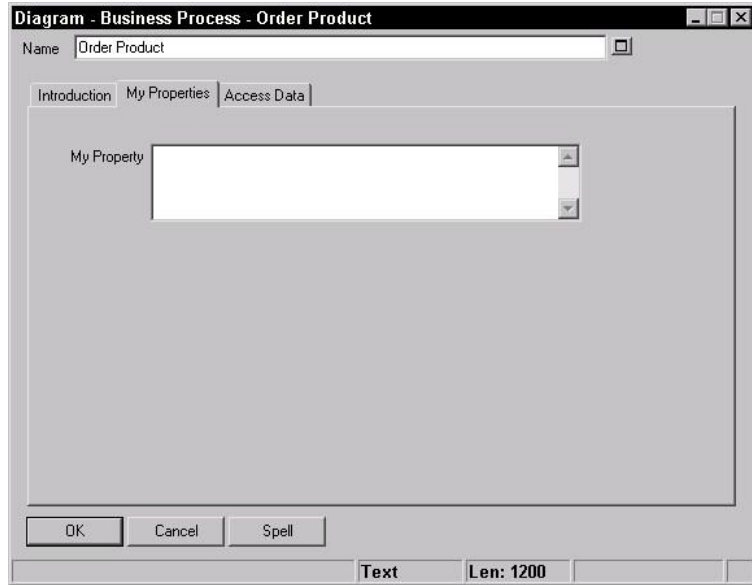 Diagram - Business Process - Order Product
Name Order Product
Introduction My Properties Access Data
My Property
OK Cancel Spell
Text Len: 1200